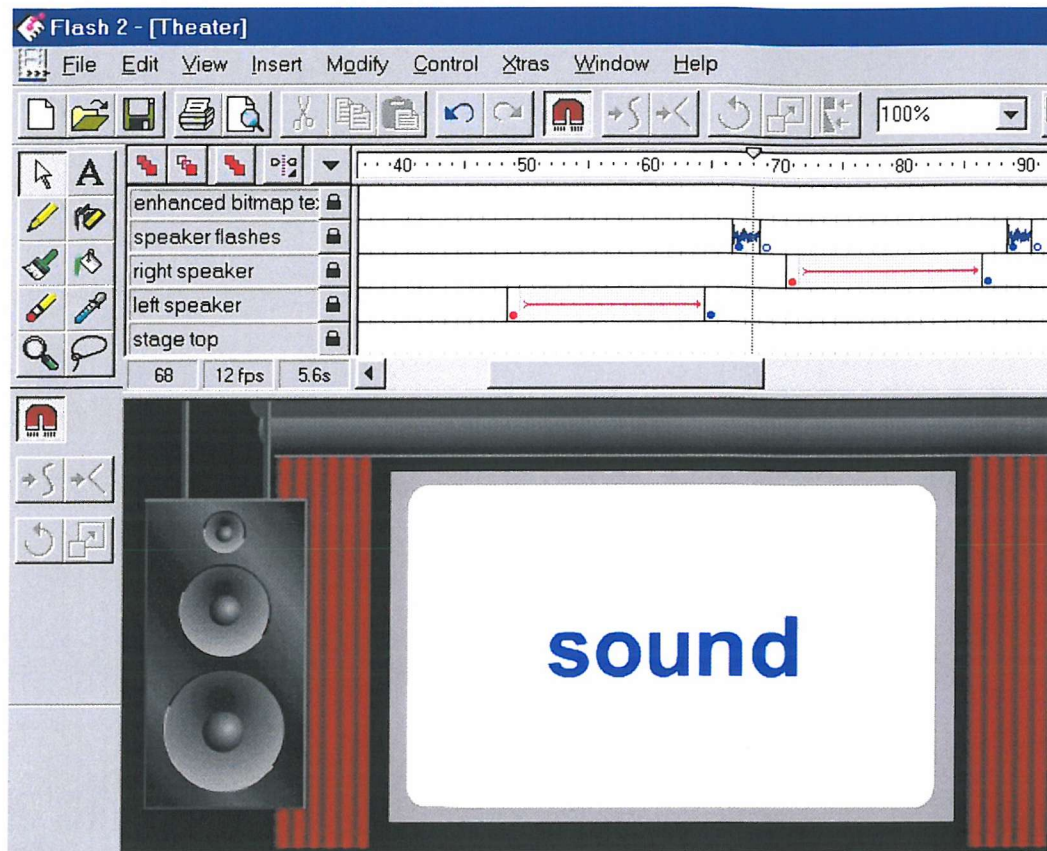 Flash 2 - [Theater]
File Edit View Insert Modify Control Xtras Window Help
100%
A
40 50 60 70 80 90
enhanced bitmap te
speaker flashes
right speaker
left speaker
stage top
68 12 fps 5.6s
sound